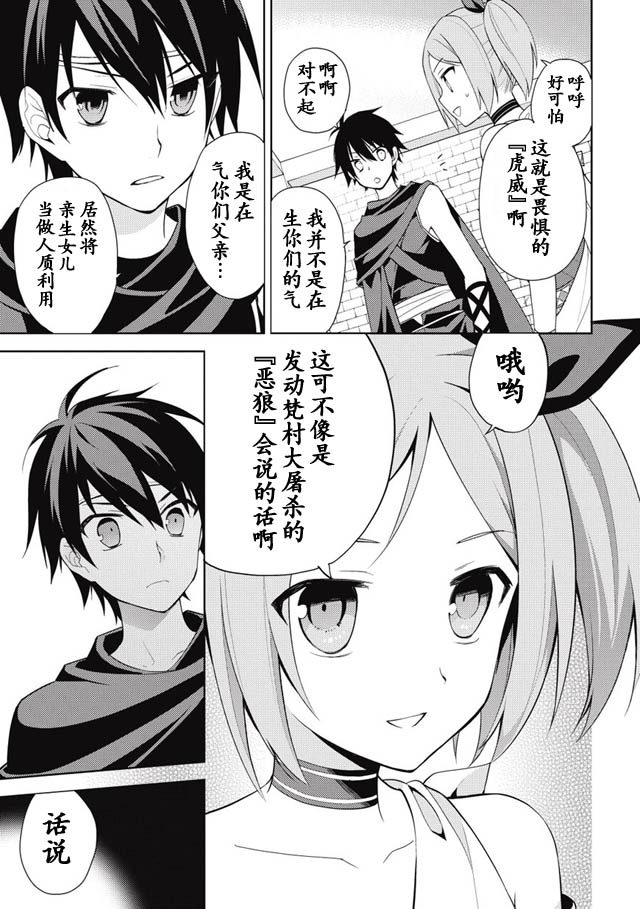 呼呼
好可怕
这就是畏惧的
『虎威』啊
啊啊
对不起
我并不是在
生你们的气
我是在
气你们父亲…
居然将
亲生女儿
当做人质利用
哦哟
这可不像是
发动梵村大屠杀的
『恶狼』会说的话啊
话说